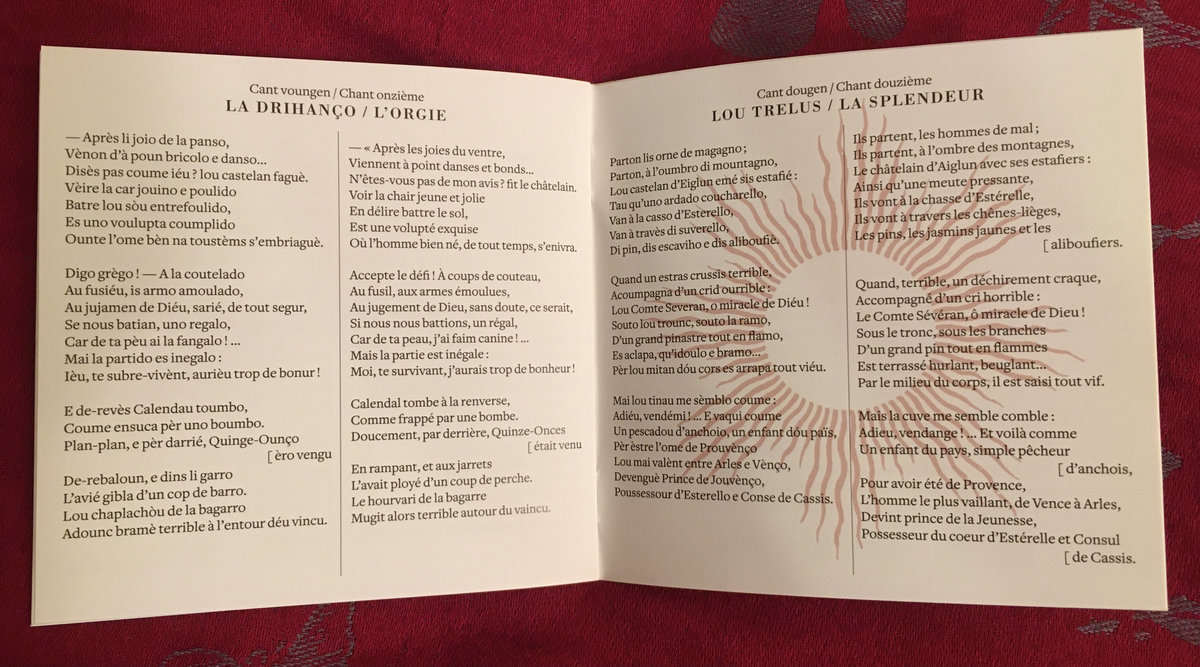 Cant voungen / Chant onzième
LA DRIHANÇO / L'ORGIE
— Après li joio de la panso,
Vènon d'à poun bricolo e danso...
Disès pas coume iéu ? lou castelan faguè.
Vèire la car jouino e poulido
Batre lou sòu entrefoulido,
Es uno voulupta coumplido
Ounte l'ome bèn na toustèms s'embriaguè.
Digo grègo ! — A la coutelado
Au fusiéu, is armo amoulado,
Au jujamen de Diéu, sarié, de tout segur,
Se nous batian, uno regalo,
Car de ta pèu ai la fangalo !...
Mai la partido es inegalo :
Ièu, te subre-vivènt, aurièu trop de bonur !
E de-revès Calendau toumbo,
Coume ensuca pèr uno boumbo.
Plan-plan, e pèr darrié, Quinge-Ounço
[ èro vengu
De-rebaloun, e dins li garro
L'avié gibla d'un cop de barro.
Lou chaplachòu de la bagarro
Adounc bramè terrible à l'entour déu vincu.
— « Après les joies du ventre,
Viennent à point danses et bonds...
N'êtes-vous pas de mon avis ? fit le châtelain.
Voir la chair jeune et jolie
En délire battre le sol,
Est une volupté exquise
Où l'homme bien né, de tout temps, s'enivra.
Accepte le défi ! À coups de couteau,
Au fusil, aux armes émoulues,
Au jugement de Dieu, sans doute, ce serait,
Si nous nous battions, un régal,
Car de ta peau, j'ai faim canine !...
Mais la partie est inégale :
Moi, te survivant, j'aurais trop de bonheur !
Calendal tombe à la renverse,
Comme frappé par une bombe.
Doucement, par derrière, Quinze-Onces
[ était venu
En rampant, et aux jarrets
L'avait ployé d'un coup de perche.
Le hourvari de la bagarre
Mugit alors terrible autour du vaincu.
Cant dougen / Chant douzième
LOU TRELUS / LA SPLENDEUR
Parton lis orne de magagno ;
Parton, à l'oumbro di mountagno,
Lou castelan d'Eiglun emé sis estafié :
Tau qu'uno ardado coucharello,
Van à la casso d'Esterello,
Van à travès di suverello,
Di pin, dis escaviho e dis aliboufiè.
Quand un estras crussis terrible,
Acoumpagna d'un crid ourrible :
Lou Comte Severan, o miracle de Diéu !
Souto lou trounc, souto la ramo,
D'un grand pinastre tout en flamo,
Es aclapa, qu'idoulo e bramo...
Pèr lou mitan dóu cors es arrapa tout viéu.
Mai lou tinau me sèmblo coume :
Adiéu, vendémi !... E vaqui coume
Un pescadou d'anchoio, un enfant dóu païs,
Pèr èstre l'ome de Prouvènço
Lou mai valènt entre Arles e Vènço,
Devenguè Prince de Jouvènço,
Poussessour d'Esterello e Conse de Cassis.
Ils partent, les hommes de mal ;
Ils partent, à l'ombre des montagnes,
Le châtelain d'Aiglun avec ses estafiers :
Ainsi qu'une meute pressante,
Ils vont à la chasse d'Estérelle,
Ils vont à travers les chênes-lièges,
Les pins, les jasmins jaunes et les
[ aliboufiers.
Quand, terrible, un déchirement craque,
Accompagné d'un cri horrible :
Le Comte Sévéran, ô miracle de Dieu !
Sous le tronc, sous les branches
D'un grand pin tout en flammes
Est terrassé hurlant, beuglant...
Par le milieu du corps, il est saisi tout vif.
Mais la cuve me semble comble :
Adieu, vendange ! ... Et voilà comme
Un enfant du pays, simple pêcheur
[ d'anchois,
Pour avoir été de Provence,
L'homme le plus vaillant, de Vence à Arles,
Devint prince de la Jeunesse,
Possesseur du coeur d'Estérelle et Consul
[ de Cassis.